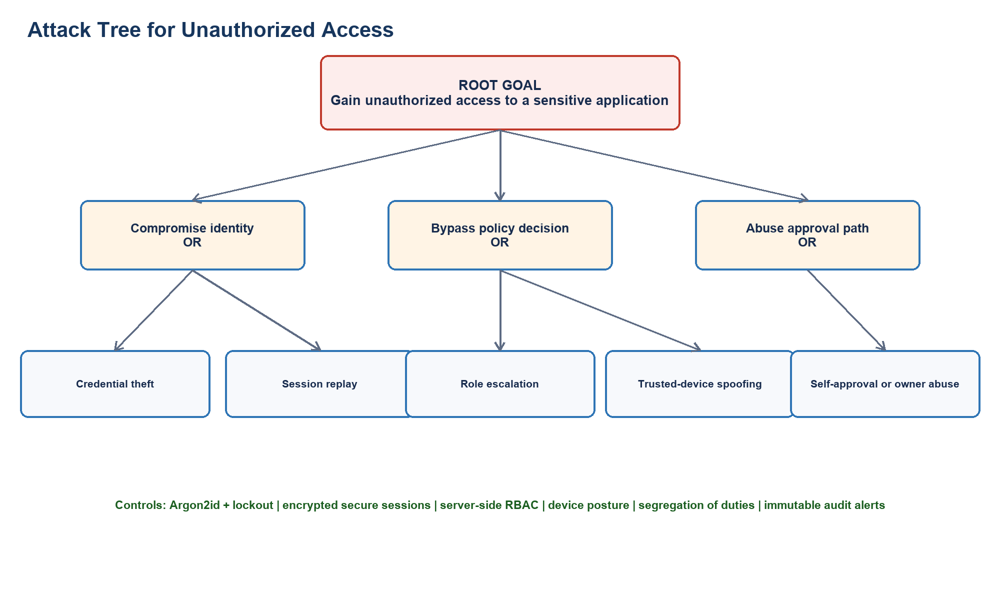 Attack Tree for Unauthorized Access
ROOT GOAL
Gain unauthorized access to a sensitive application
Compromise identity
OR
Bypass policy decision
OR
Abuse approval path
OR
Credential theft
Session replay
Role escalation
Trusted-device spoofing
Self-approval or owner abuse
Controls: Argon2id + lockout | encrypted secure sessions | server-side RBAC | device posture | segregation of duties | immutable audit alerts